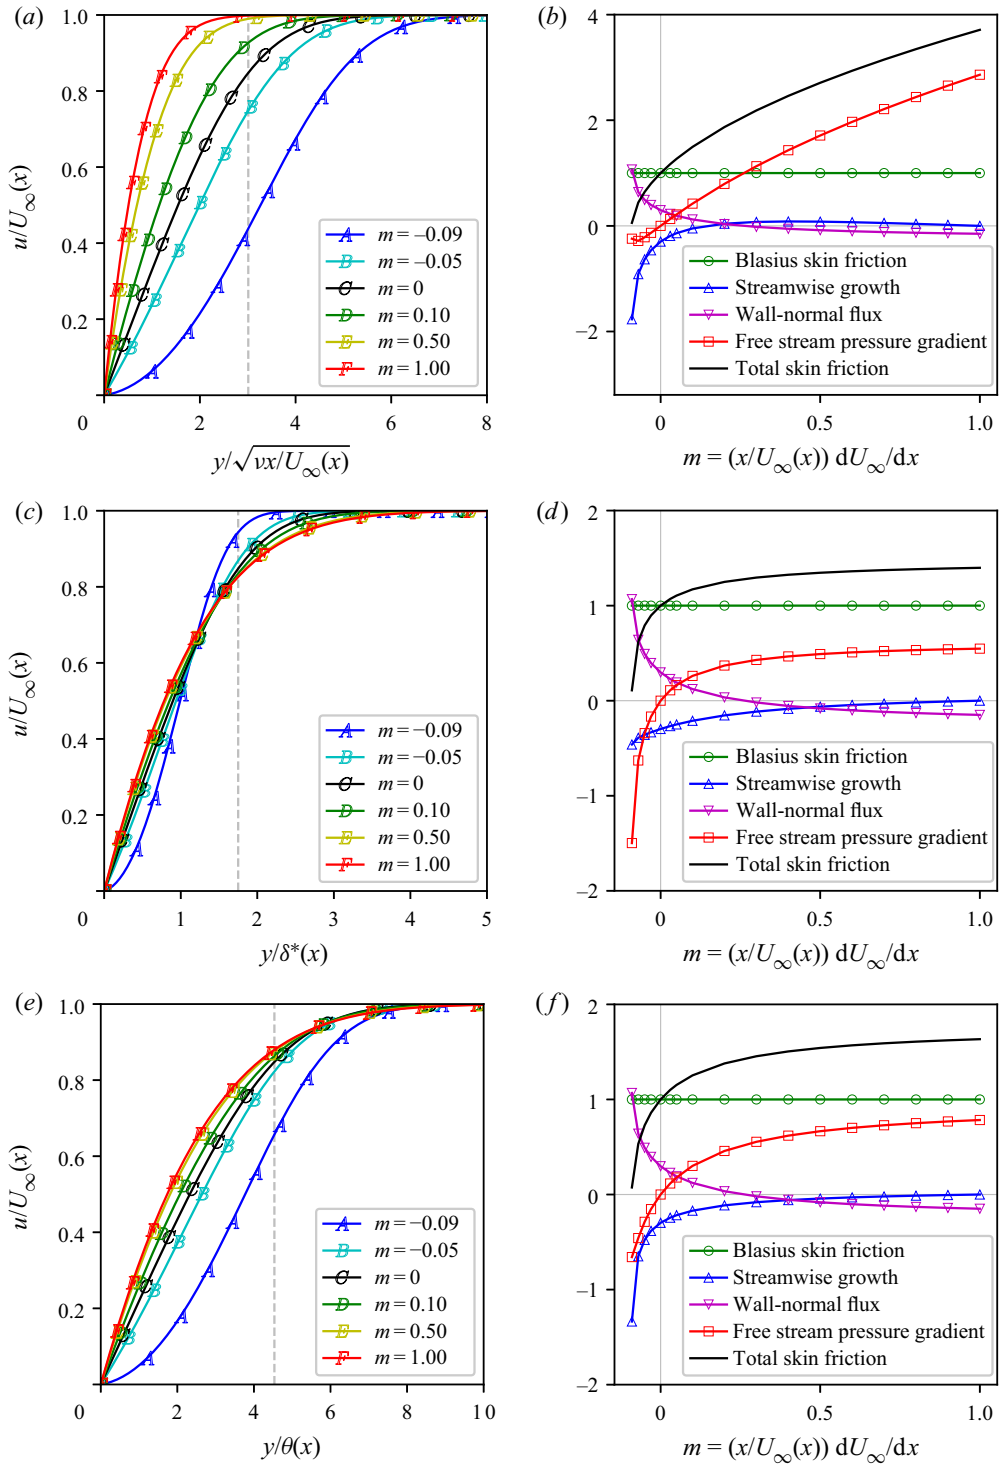 (a)
u/U∞(x)
1.0
0.8
0.6
0.4
0.2
0
2
4
6
8
y/√νx/U∞(x)
A m = −0.09
B m = −0.05
C m = 0
D m = 0.10
E m = 0.50
F m = 1.00
(b)
4
2
0
−2
0
0.5
1.0
m = (x/U∞(x)) dU∞/dx
Blasius skin friction
Streamwise growth
Wall-normal flux
Free stream pressure gradient
Total skin friction
(c)
u/U∞(x)
1.0
0.8
0.6
0.4
0.2
0
1
2
3
4
5
y/δ*(x)
A m = −0.09
B m = −0.05
C m = 0
D m = 0.10
E m = 0.50
F m = 1.00
(d)
2
1
0
−1
−2
0
0.5
1.0
m = (x/U∞(x)) dU∞/dx
Blasius skin friction
Streamwise growth
Wall-normal flux
Free stream pressure gradient
Total skin friction
(e)
u/U∞(x)
1.0
0.8
0.6
0.4
0.2
0
2
4
6
8
10
y/θ(x)
A m = −0.09
B m = −0.05
C m = 0
D m = 0.10
E m = 0.50
F m = 1.00
(f)
2
1
0
−1
−2
0
0.5
1.0
m = (x/U∞(x)) dU∞/dx
Blasius skin friction
Streamwise growth
Wall-normal flux
Free stream pressure gradient
Total skin friction